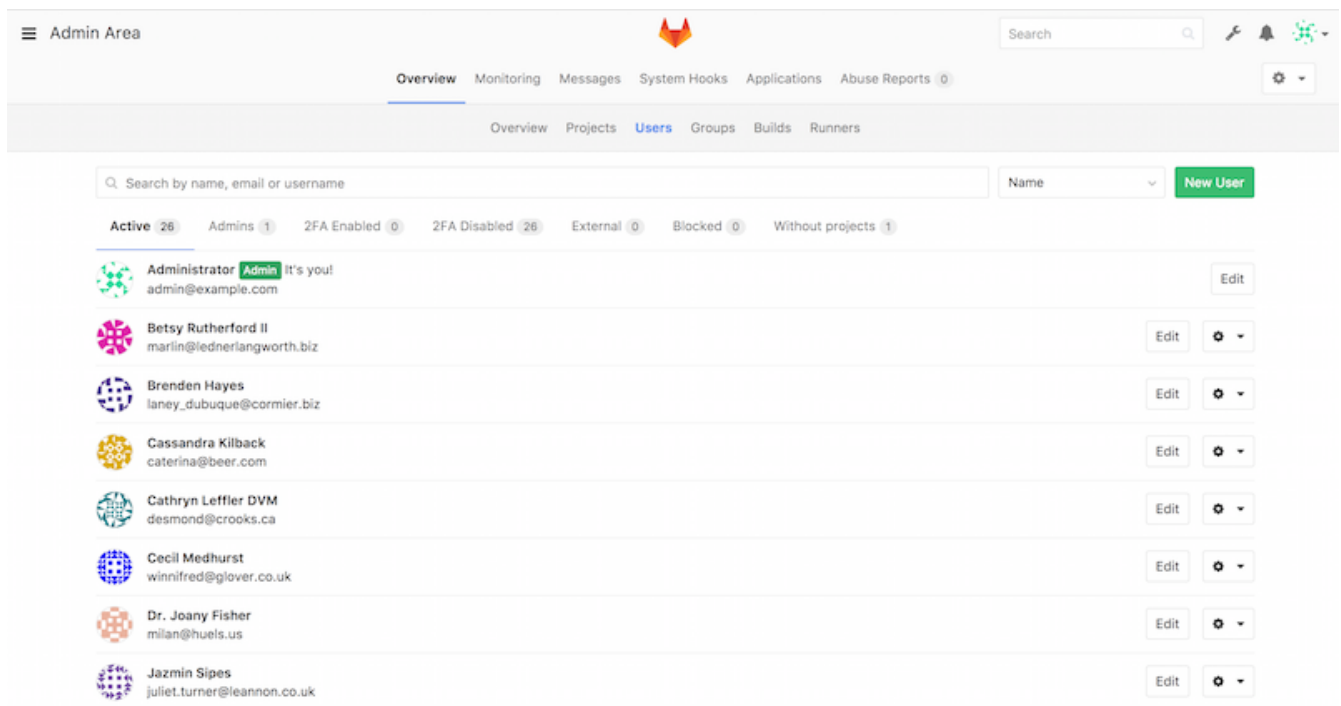 Admin Area
Search
Overview Monitoring Messages System Hooks Applications Abuse Reports 0
Overview Projects Users Groups Builds Runners
Search by name, email or username
Name
New User
Active 26 Admins 1 2FA Enabled 0 2FA Disabled 26 External 0 Blocked 0 Without projects 1
Administrator Admin It's you!
admin@example.com
Edit
Betsy Rutherford II
marlin@lednerlangworth.biz
Edit
Brenden Hayes
laney_dubuque@cormier.biz
Edit
Cassandra Kilback
caterina@beer.com
Edit
Cathryn Leffler DVM
desmond@crooks.ca
Edit
Cecil Medhurst
winnifred@glover.co.uk
Edit
Dr. Joany Fisher
milan@huels.us
Edit
Jazmin Sipes
juliet.turner@leannon.co.uk
Edit